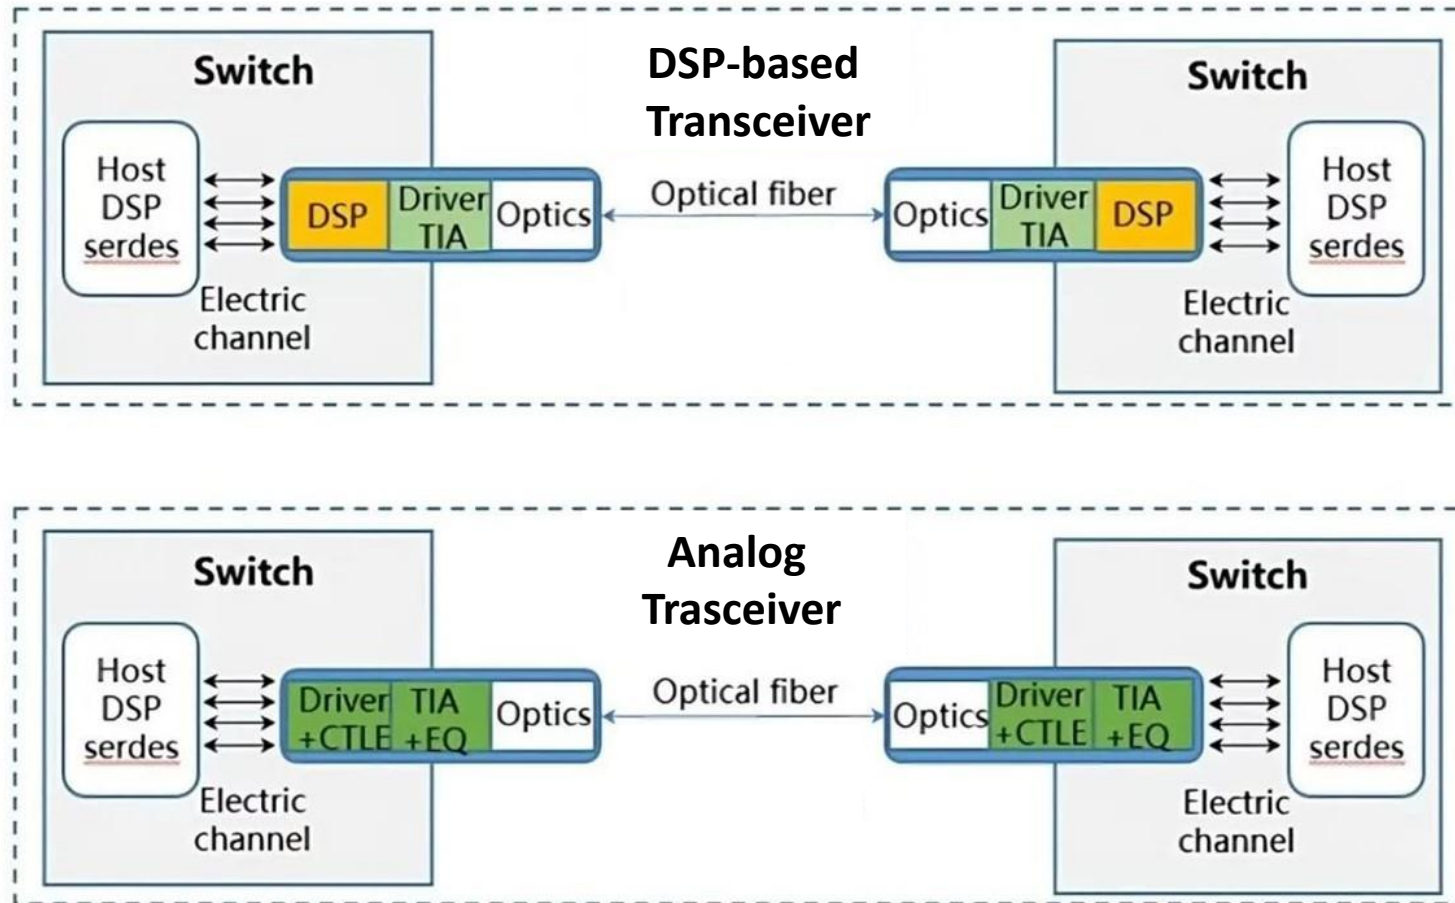 Switch
DSP-based
Transceiver
Switch
Host
DSP
serdes
DSP
Driver
TIA
Optics
Optical fiber
Optics
Driver
TIA
DSP
Host
DSP
serdes
Electric
channel
Electric
channel
Switch
Analog
Trasceiver
Switch
Host
DSP
serdes
Driver
+CTLE
TIA
+EQ
Optics
Optical fiber
Optics
Driver
+CTLE
TIA
+EQ
Host
DSP
serdes
Electric
channel
Electric
channel